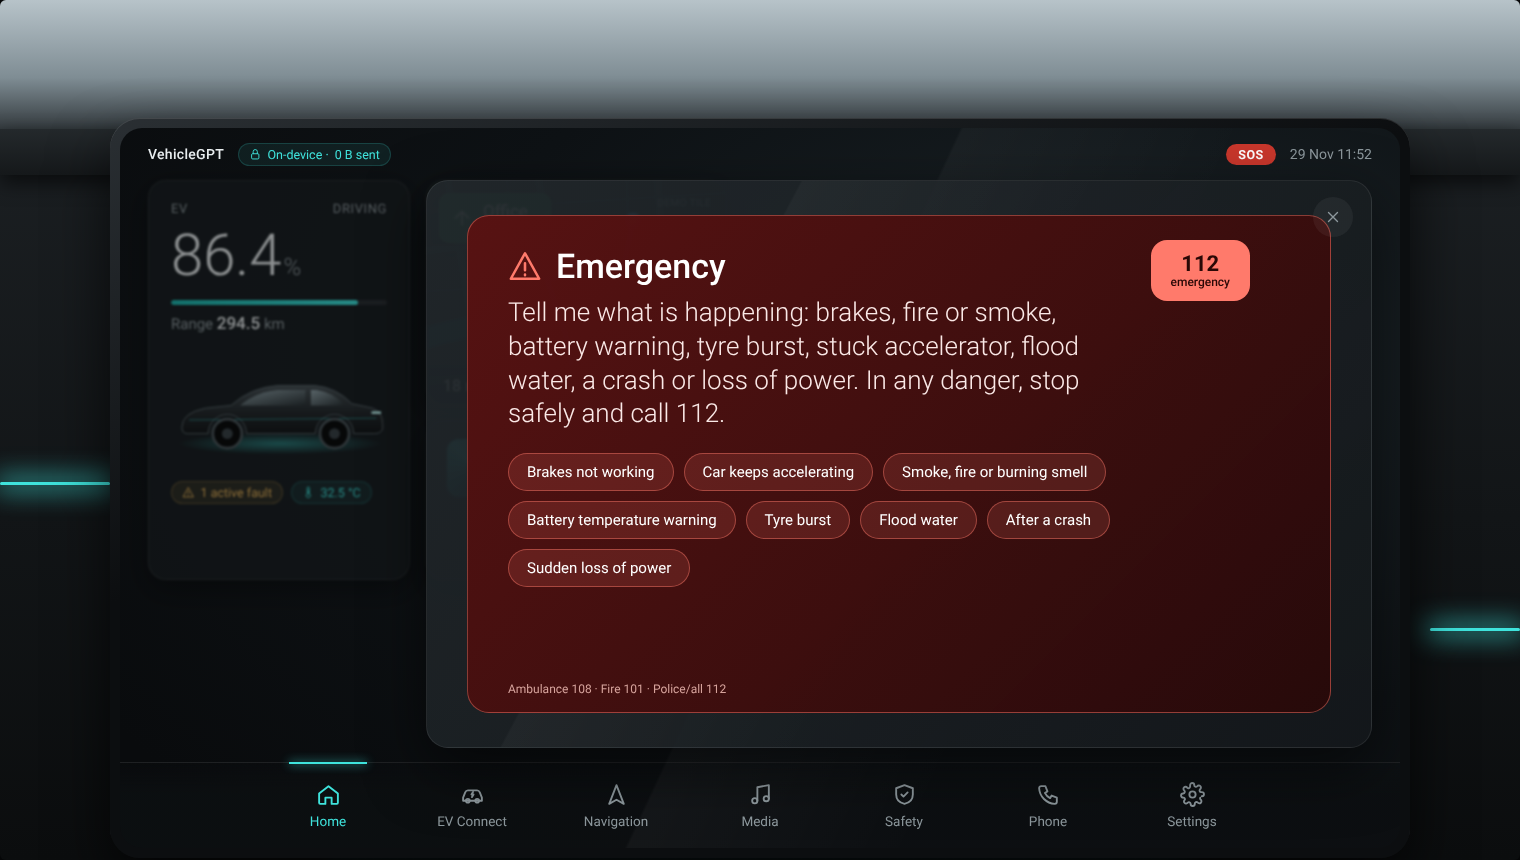 VehicleGPT
On-device · 0 B sent
SOS
29 Nov 11:52
EV
DRIVING
86.4%
Range 294.5 km
1 active fault
32.5 °C
Emergency
112
emergency
Tell me what is happening: brakes, fire or smoke,
battery warning, tyre burst, stuck accelerator, flood
water, a crash or loss of power. In any danger, stop
safely and call 112.
Brakes not working
Car keeps accelerating
Smoke, fire or burning smell
Battery temperature warning
Tyre burst
Flood water
After a crash
Sudden loss of power
Ambulance 108 · Fire 101 · Police/all 112
Home
EV Connect
Navigation
Media
Safety
Phone
Settings